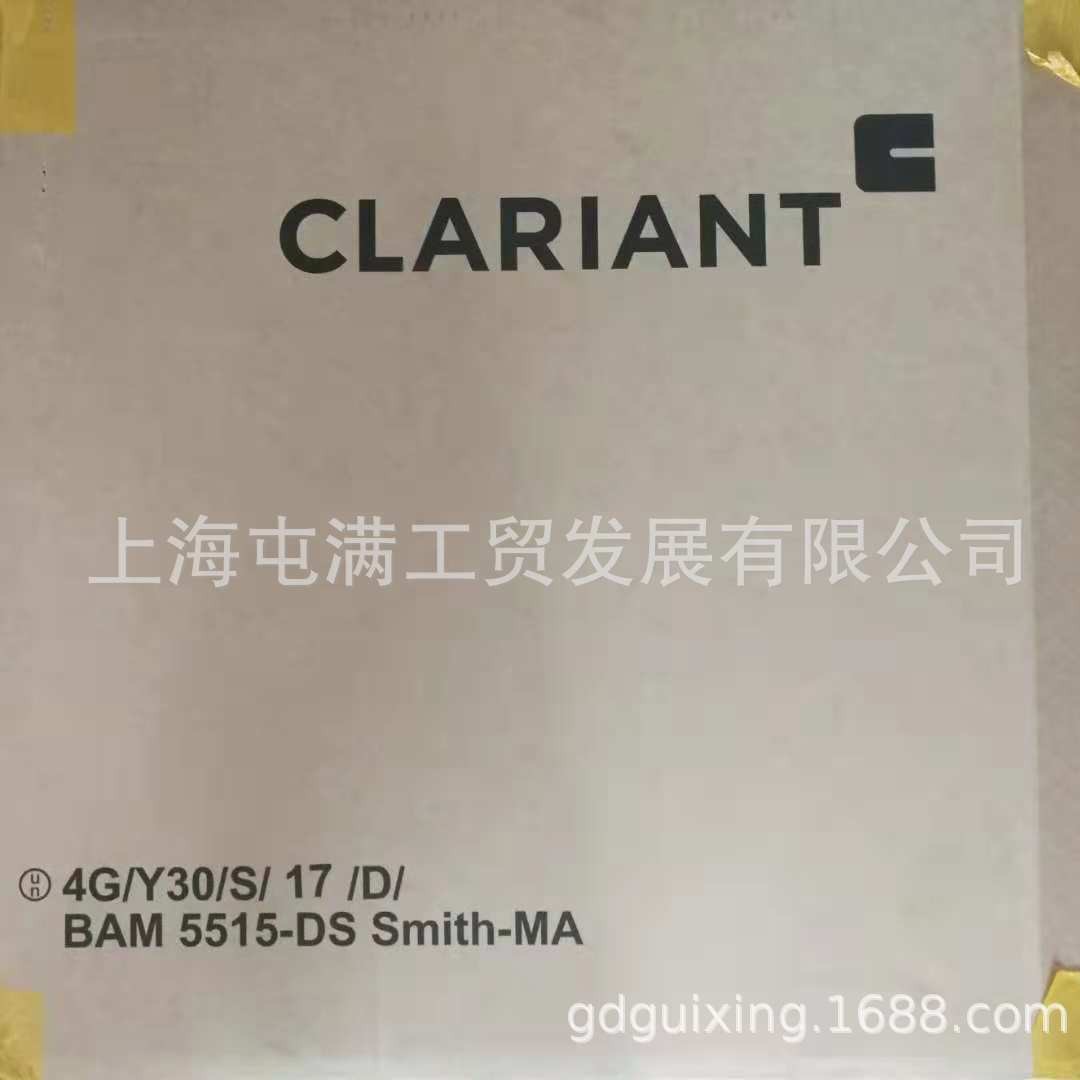 CLARIANT
上海屯满工贸发展有限公司
un 4G/Y30/S/ 17 /D/
BAM 5515-DS Smith-MA
gdguixing.1688.com